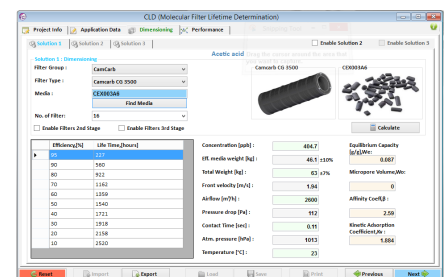 CLD (Molecular Filter Lifetime Determination)
Project Info Application Data Dimensioning Performance
Solution 1 Solution 2 Solution 3 Enable Solution 2 Enable Solution 3
Acetic acid
Solution 1 : Dimensioning
Filter Group : CamCarb
Filter Type : Camcarb CG 3500
Media : CEX003A6
Find Media
No. of Filter: 16
Enable Filters 2nd Stage Enable Filters 3rd Stage
Camcarb CG 3500 CEX003A6
Calculate
Efficiency,[%] Life Time,[hours]
95 227
90 560
80 922
70 1162
60 1359
50 1540
40 1721
30 1918
20 2158
10 2520
Concentration [ppb] : 404.7
Eff. media weight [kg] : 46.1 ±10%
Total Weight [kg] : 63 ±7%
Front velocity [m/s] : 1.94
Airflow [m³/h] : 2600
Pressure drop [Pa] : 112
Contact Time [sec] : 0.11
Atm. pressure [hPa] : 1013
Temperature [°C] : 23
Equilibrium Capacity [g/g],We: 0.087
Micropore Volume,Wo: 0
Affinity Coeff,β : 2.59
Kinetic Adsorption Coefficient,Kv : 1.884
Reset Import Export Load Save Print Previous Next